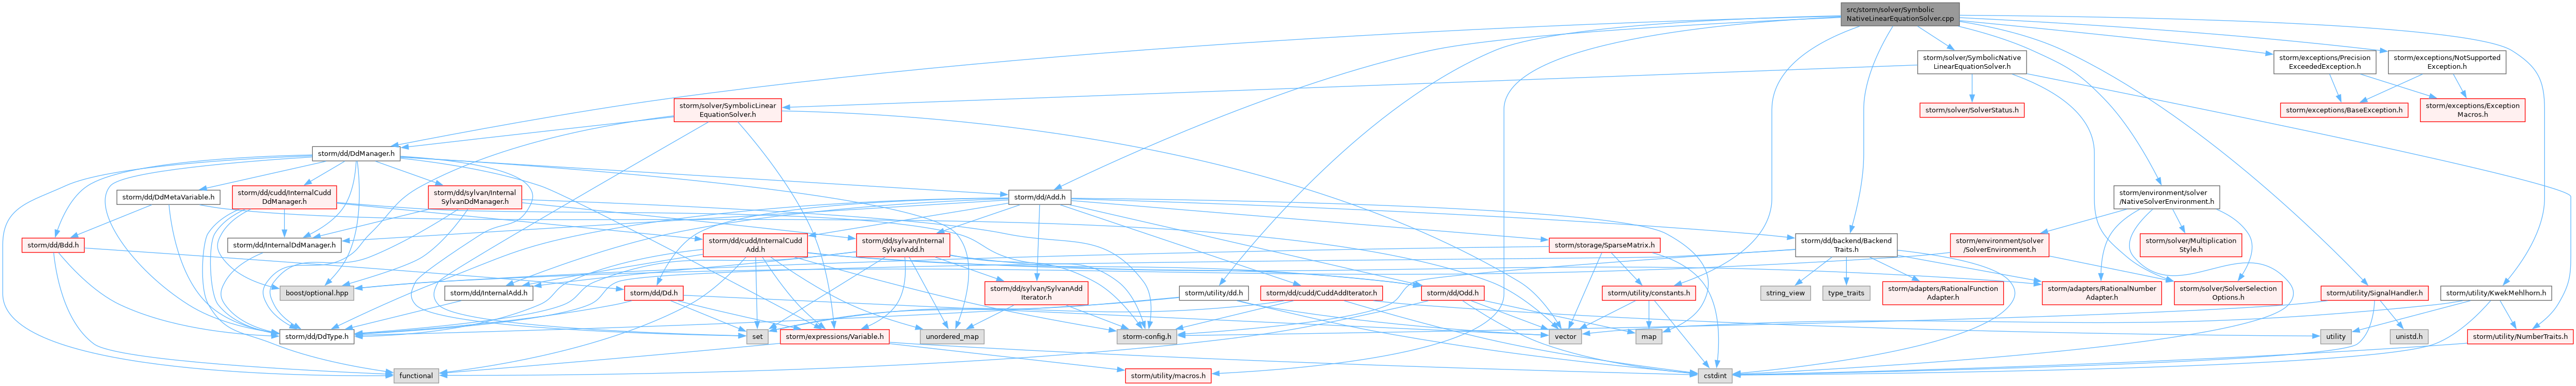 src/storm/solver/Symbolic
NativeLinearEquationSolver.cpp
storm/solver/SymbolicNative
LinearEquationSolver.h
storm/exceptions/Precision
ExceededException.h
storm/exceptions/NotSupported
Exception.h
storm/solver/SymbolicLinear
EquationSolver.h
storm/solver/SolverStatus.h
storm/exceptions/BaseException.h
storm/exceptions/Exception
Macros.h
storm/dd/DdManager.h
storm/dd/DdMetaVariable.h
storm/dd/cudd/InternalCudd
DdManager.h
storm/dd/sylvan/Internal
SylvanDdManager.h
storm/dd/Add.h
storm/environment/solver
/NativeSolverEnvironment.h
storm/dd/Bdd.h
storm/dd/InternalDdManager.h
storm/dd/cudd/InternalCudd
Add.h
storm/dd/sylvan/Internal
SylvanAdd.h
storm/storage/SparseMatrix.h
storm/dd/backend/Backend
Traits.h
storm/environment/solver
/SolverEnvironment.h
storm/solver/Multiplication
Style.h
boost/optional.hpp
storm/dd/InternalAdd.h
storm/dd/Dd.h
storm/dd/sylvan/SylvanAdd
Iterator.h
storm/utility/dd.h
storm/dd/cudd/CuddAddIterator.h
storm/dd/Odd.h
storm/utility/constants.h
string_view
type_traits
storm/adapters/RationalFunction
Adapter.h
storm/adapters/RationalNumber
Adapter.h
storm/solver/SolverSelection
Options.h
storm/utility/SignalHandler.h
storm/utility/KwekMehlhorn.h
storm/dd/DdType.h
set
storm/expressions/Variable.h
unordered_map
storm-config.h
vector
map
utility
unistd.h
storm/utility/NumberTraits.h
functional
storm/utility/macros.h
cstdint